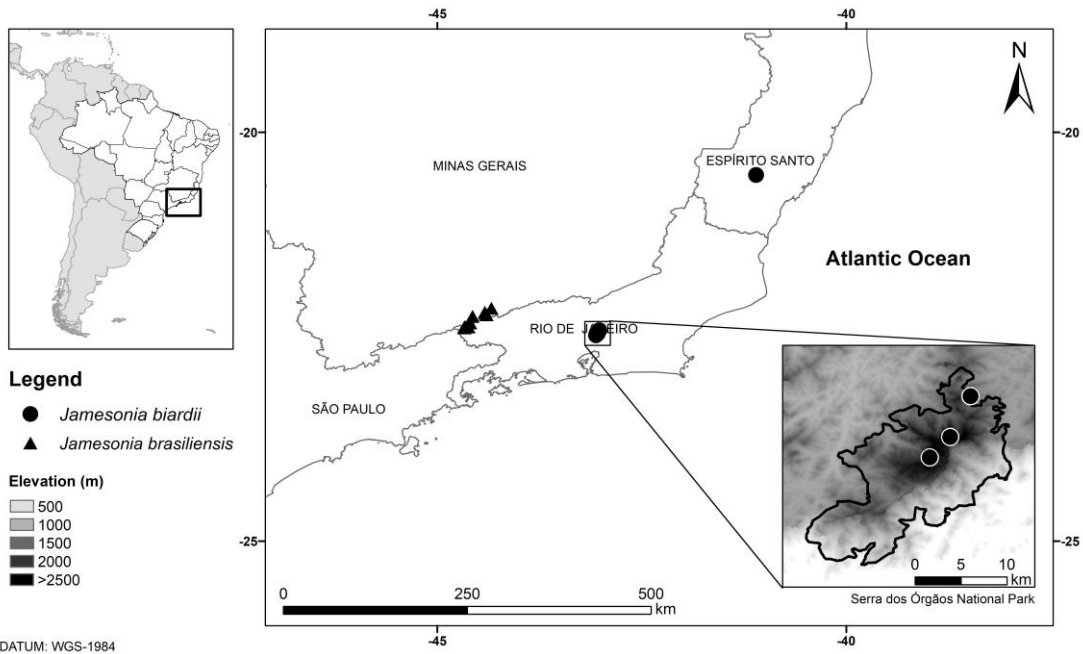 -45
-40
N
-20
-20
MINAS GERAIS
ESPÍRITO SANTO
Atlantic Ocean
RIO DE JANEIRO
Legend
Jamesonia biardii
Jamesonia brasiliensis
SÃO PAULO
Elevation (m)
500
1000
1500
2000
>2500
-25
-25
0
5
10
km
Serra dos Órgãos National Park
0
250
500
km
-45
-40
DATUM: WGS-1984